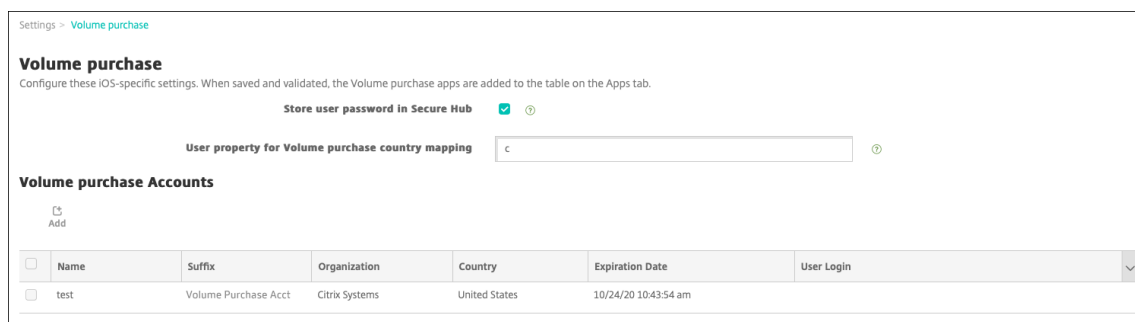 Settings > Volume purchase
Volume purchase
Configure these iOS-specific settings. When saved and validated, the Volume purchase apps are added to the table on the Apps tab.
Store user password in Secure Hub ?
User property for Volume purchase country mapping c ?
Volume purchase Accounts
Add
Name Suffix Organization Country Expiration Date User Login
test Volume Purchase Acct Citrix Systems United States 10/24/20 10:43:54 am